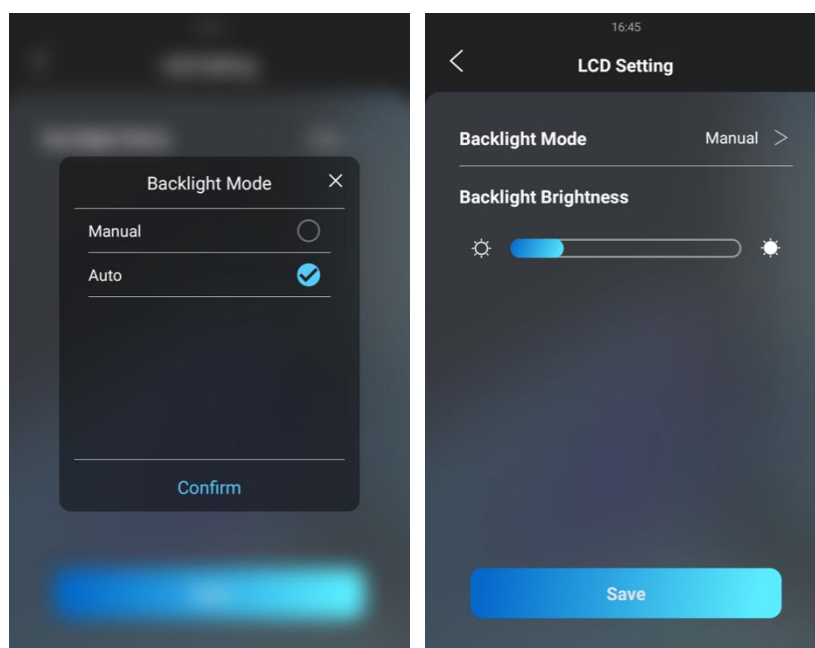 Backlight Mode
Manual
Auto
Confirm
16:45
LCD Setting
Backlight Mode Manual
Backlight Brightness
Save